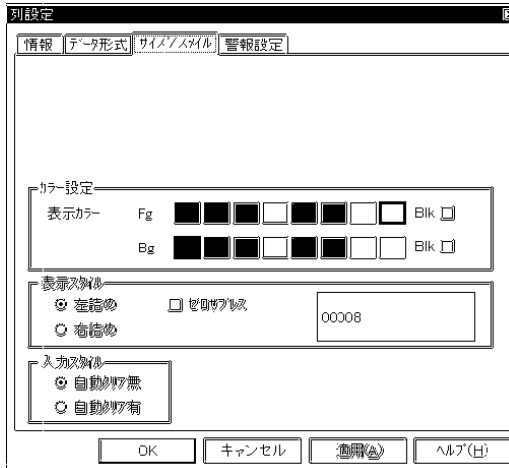 列設定
情報 データ形式 サイズ/スタイル 警報設定
カラー設定
表示カラー Fg Blk
Bg Blk
表示スタイル
左詰め ゼロサプレス
00008
右詰め
入力スタイル
自動クリア無
自動クリア有
OK キャンセル 適用(A) ヘルプ(H)